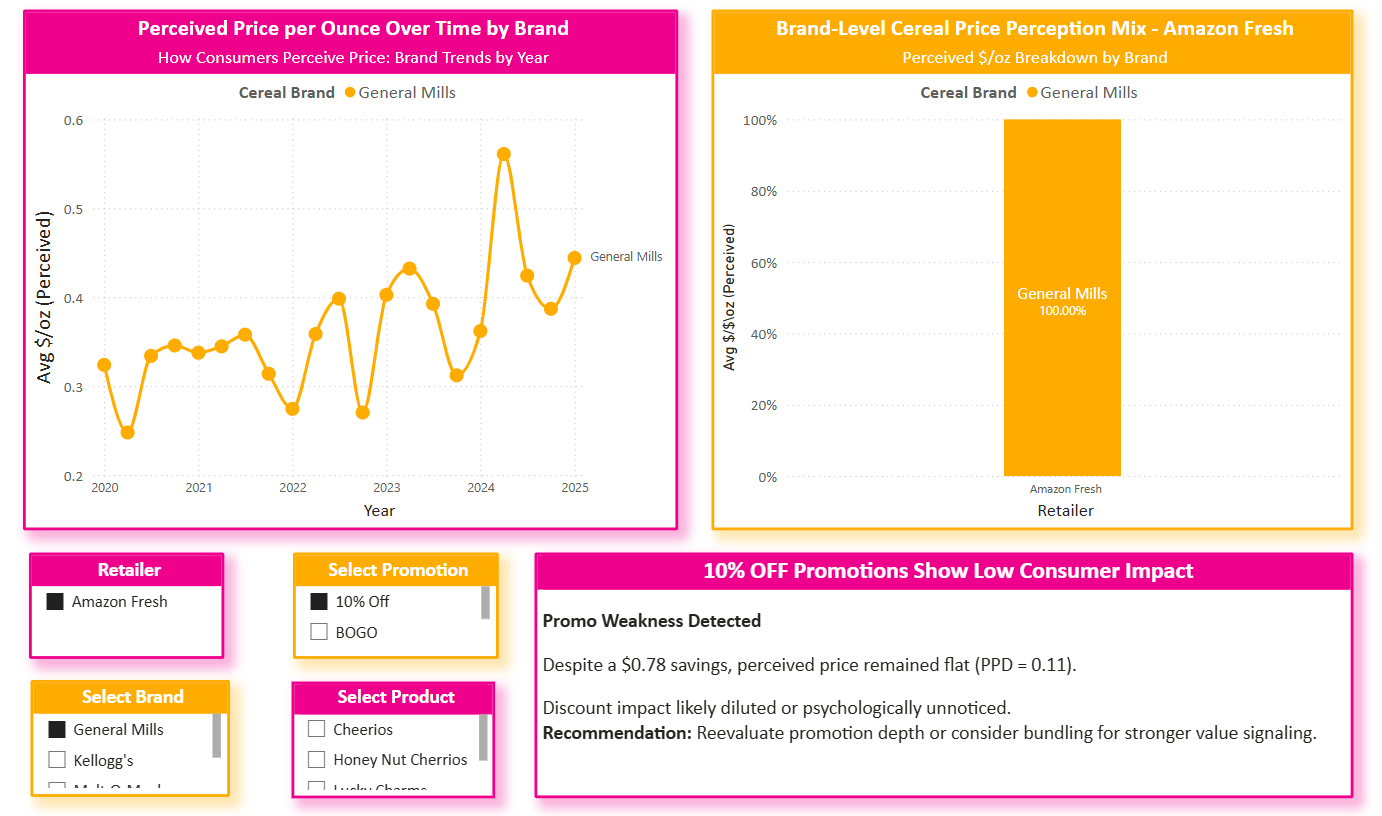 Perceived Price per Ounce Over Time by Brand
How Consumers Perceive Price: Brand Trends by Year
Cereal Brand General Mills
0.6
0.5
0.4
0.3
0.2
Avg $/oz (Perceived)
General Mills
2020 2021 2022 2023 2024 2025
Year
Brand-Level Cereal Price Perception Mix - Amazon Fresh
Perceived $/oz Breakdown by Brand
Cereal Brand General Mills
100%
80%
60%
40%
20%
0%
Avg $/$\oz (Perceived)
General Mills
100.00%
Amazon Fresh
Retailer
Retailer
Amazon Fresh
Select Promotion
10% Off
BOGO
Select Brand
General Mills
Kellogg's
Select Product
Cheerios
Honey Nut Cherrios
Lucky Charms
10% OFF Promotions Show Low Consumer Impact
Promo Weakness Detected
Despite a $0.78 savings, perceived price remained flat (PPD = 0.11).
Discount impact likely diluted or psychologically unnoticed.
Recommendation: Reevaluate promotion depth or consider bundling for stronger value signaling.